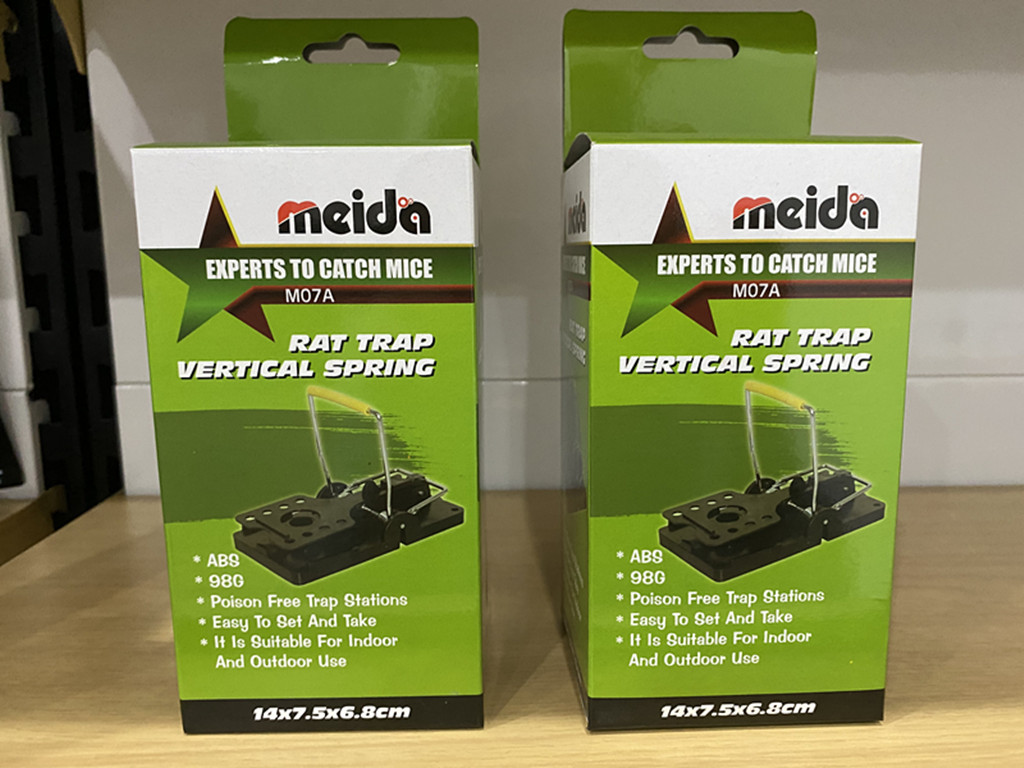 meida
EXPERTS TO CATCH MICE
M07A
RAT TRAP
VERTICAL SPRING
* ABS
* 98G
* Poison Free Trap Stations
* Easy To Set And Take
* It Is Suitable For Indoor
And Outdoor Use
14x7.5x6.8cm
meida
EXPERTS TO CATCH MICE
M07A
RAT TRAP
VERTICAL SPRING
* ABS
* 98G
* Poison Free Trap Stations
* Easy To Set And Take
* It Is Suitable For Indoor
And Outdoor Use
14x7.5x6.8cm